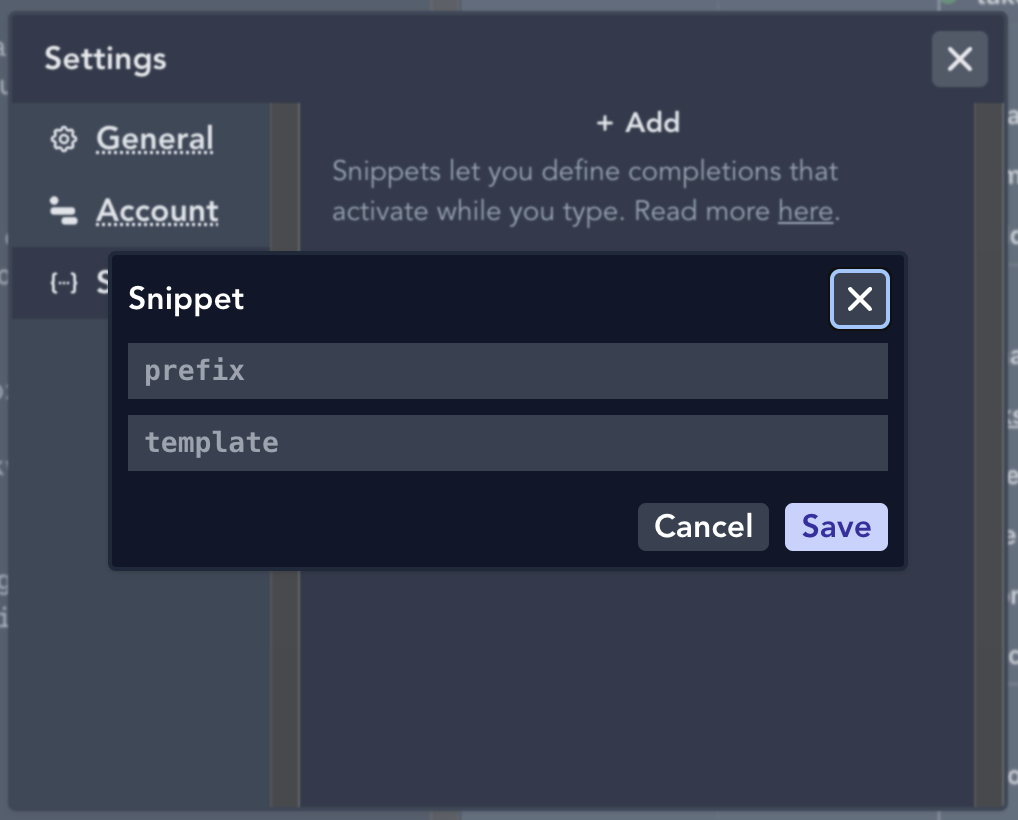 Settings
General
Account
+ Add
Snippets let you define completions that
activate while you type. Read more here.
Snippet
prefix
template
Cancel
Save